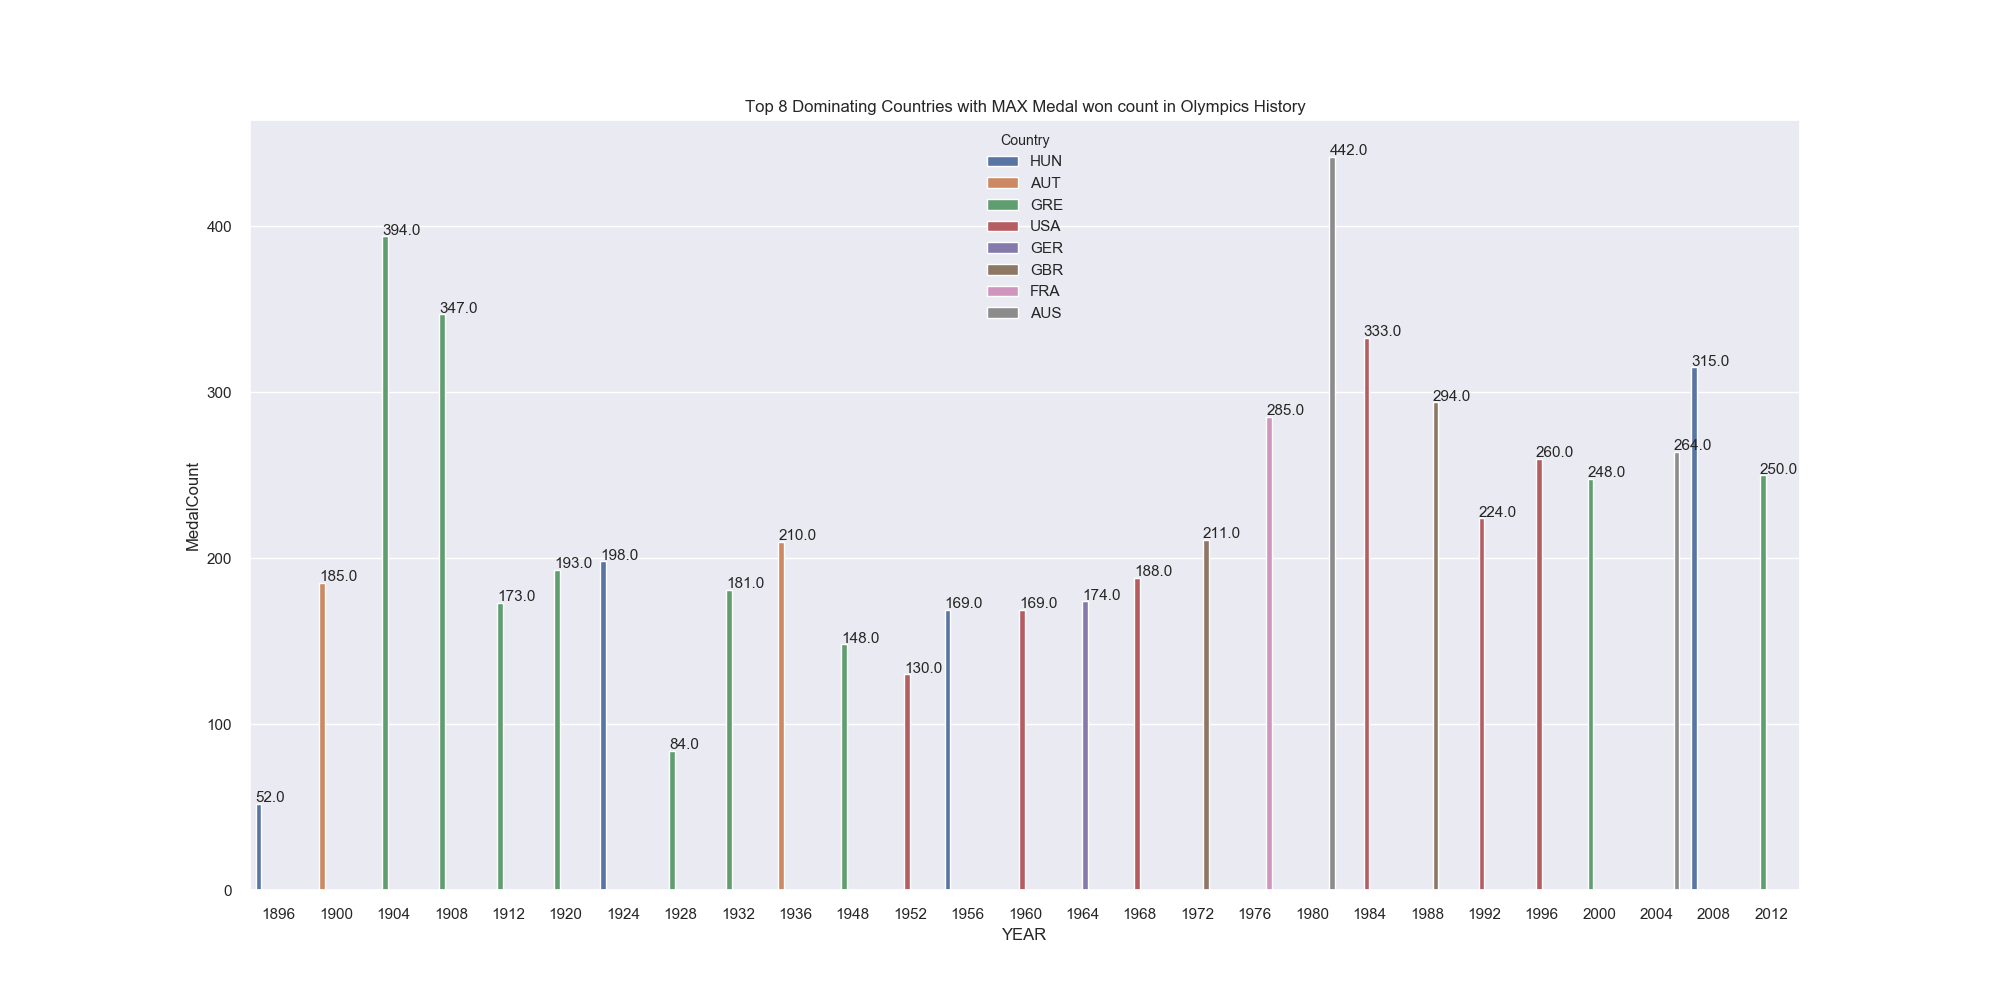 Top 8 Dominating Countries with MAX Medal won count in Olympics History
Country
HUN
AUT
GRE
USA
GER
GBR
FRA
AUS
MedalCount
400
300
200
100
0
52.0
185.0
394.0
347.0
173.0
193.0
198.0
84.0
181.0
210.0
148.0
130.0
169.0
169.0
174.0
188.0
211.0
285.0
442.0
333.0
294.0
224.0
260.0
248.0
264.0
315.0
250.0
1896 1900 1904 1908 1912 1920 1924 1928 1932 1936 1948 1952 1956 1960 1964 1968 1972 1976 1980 1984 1988 1992 1996 2000 2004 2008 2012
YEAR